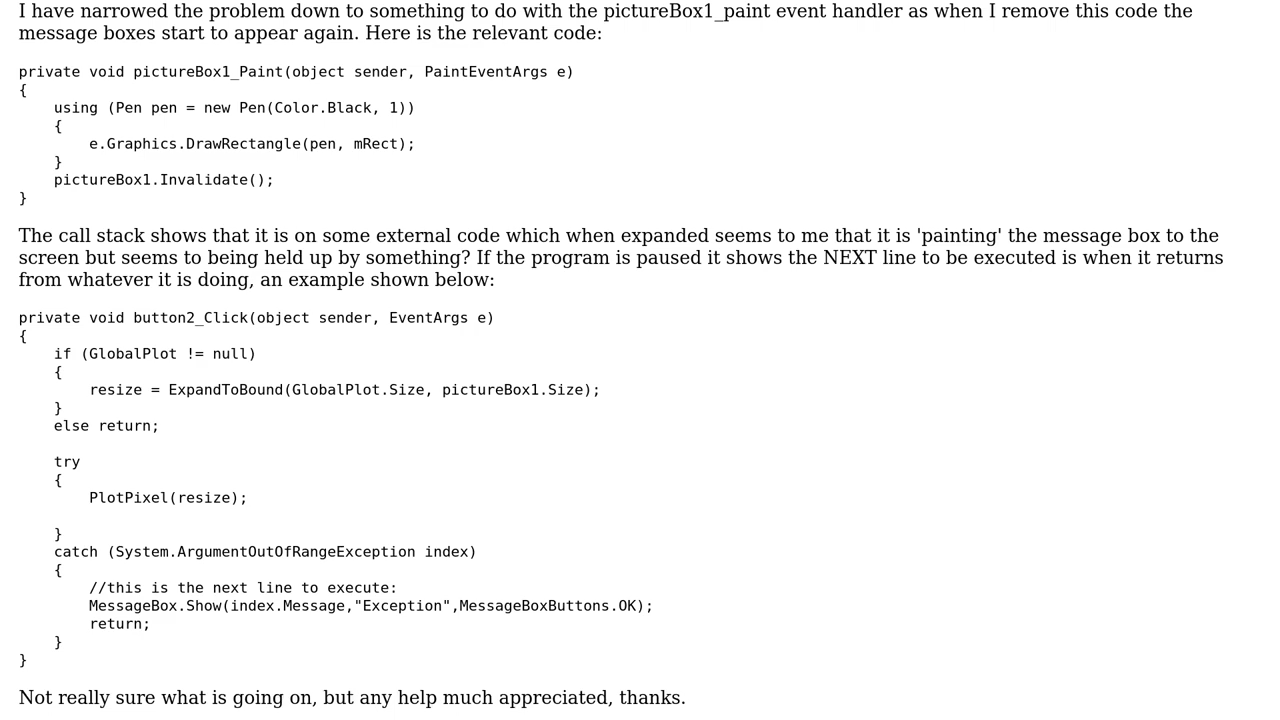 I have narrowed the problem down to something to do with the pictureBox1_paint event handler as when I remove this code the
message boxes start to appear again. Here is the relevant code:
private void pictureBox1_Paint(object sender, PaintEventArgs e)
{
    using (Pen pen = new Pen(Color.Black, 1))
    {
        e.Graphics.DrawRectangle(pen, mRect);
    }
    pictureBox1.Invalidate();
}
The call stack shows that it is on some external code which when expanded seems to me that it is 'painting' the message box to the
screen but seems to being held up by something? If the program is paused it shows the NEXT line to be executed is when it returns
from whatever it is doing, an example shown below:
private void button2_Click(object sender, EventArgs e)
{
    if (GlobalPlot != null)
    {
        resize = ExpandToBound(GlobalPlot.Size, pictureBox1.Size);
    }
    else return;
    try
    {
        PlotPixel(resize);
    }
    catch (System.ArgumentOutOfRangeException index)
    {
        //this is the next line to execute:
        MessageBox.Show(index.Message,"Exception",MessageBoxButtons.OK);
        return;
    }
}
Not really sure what is going on, but any help much appreciated, thanks.